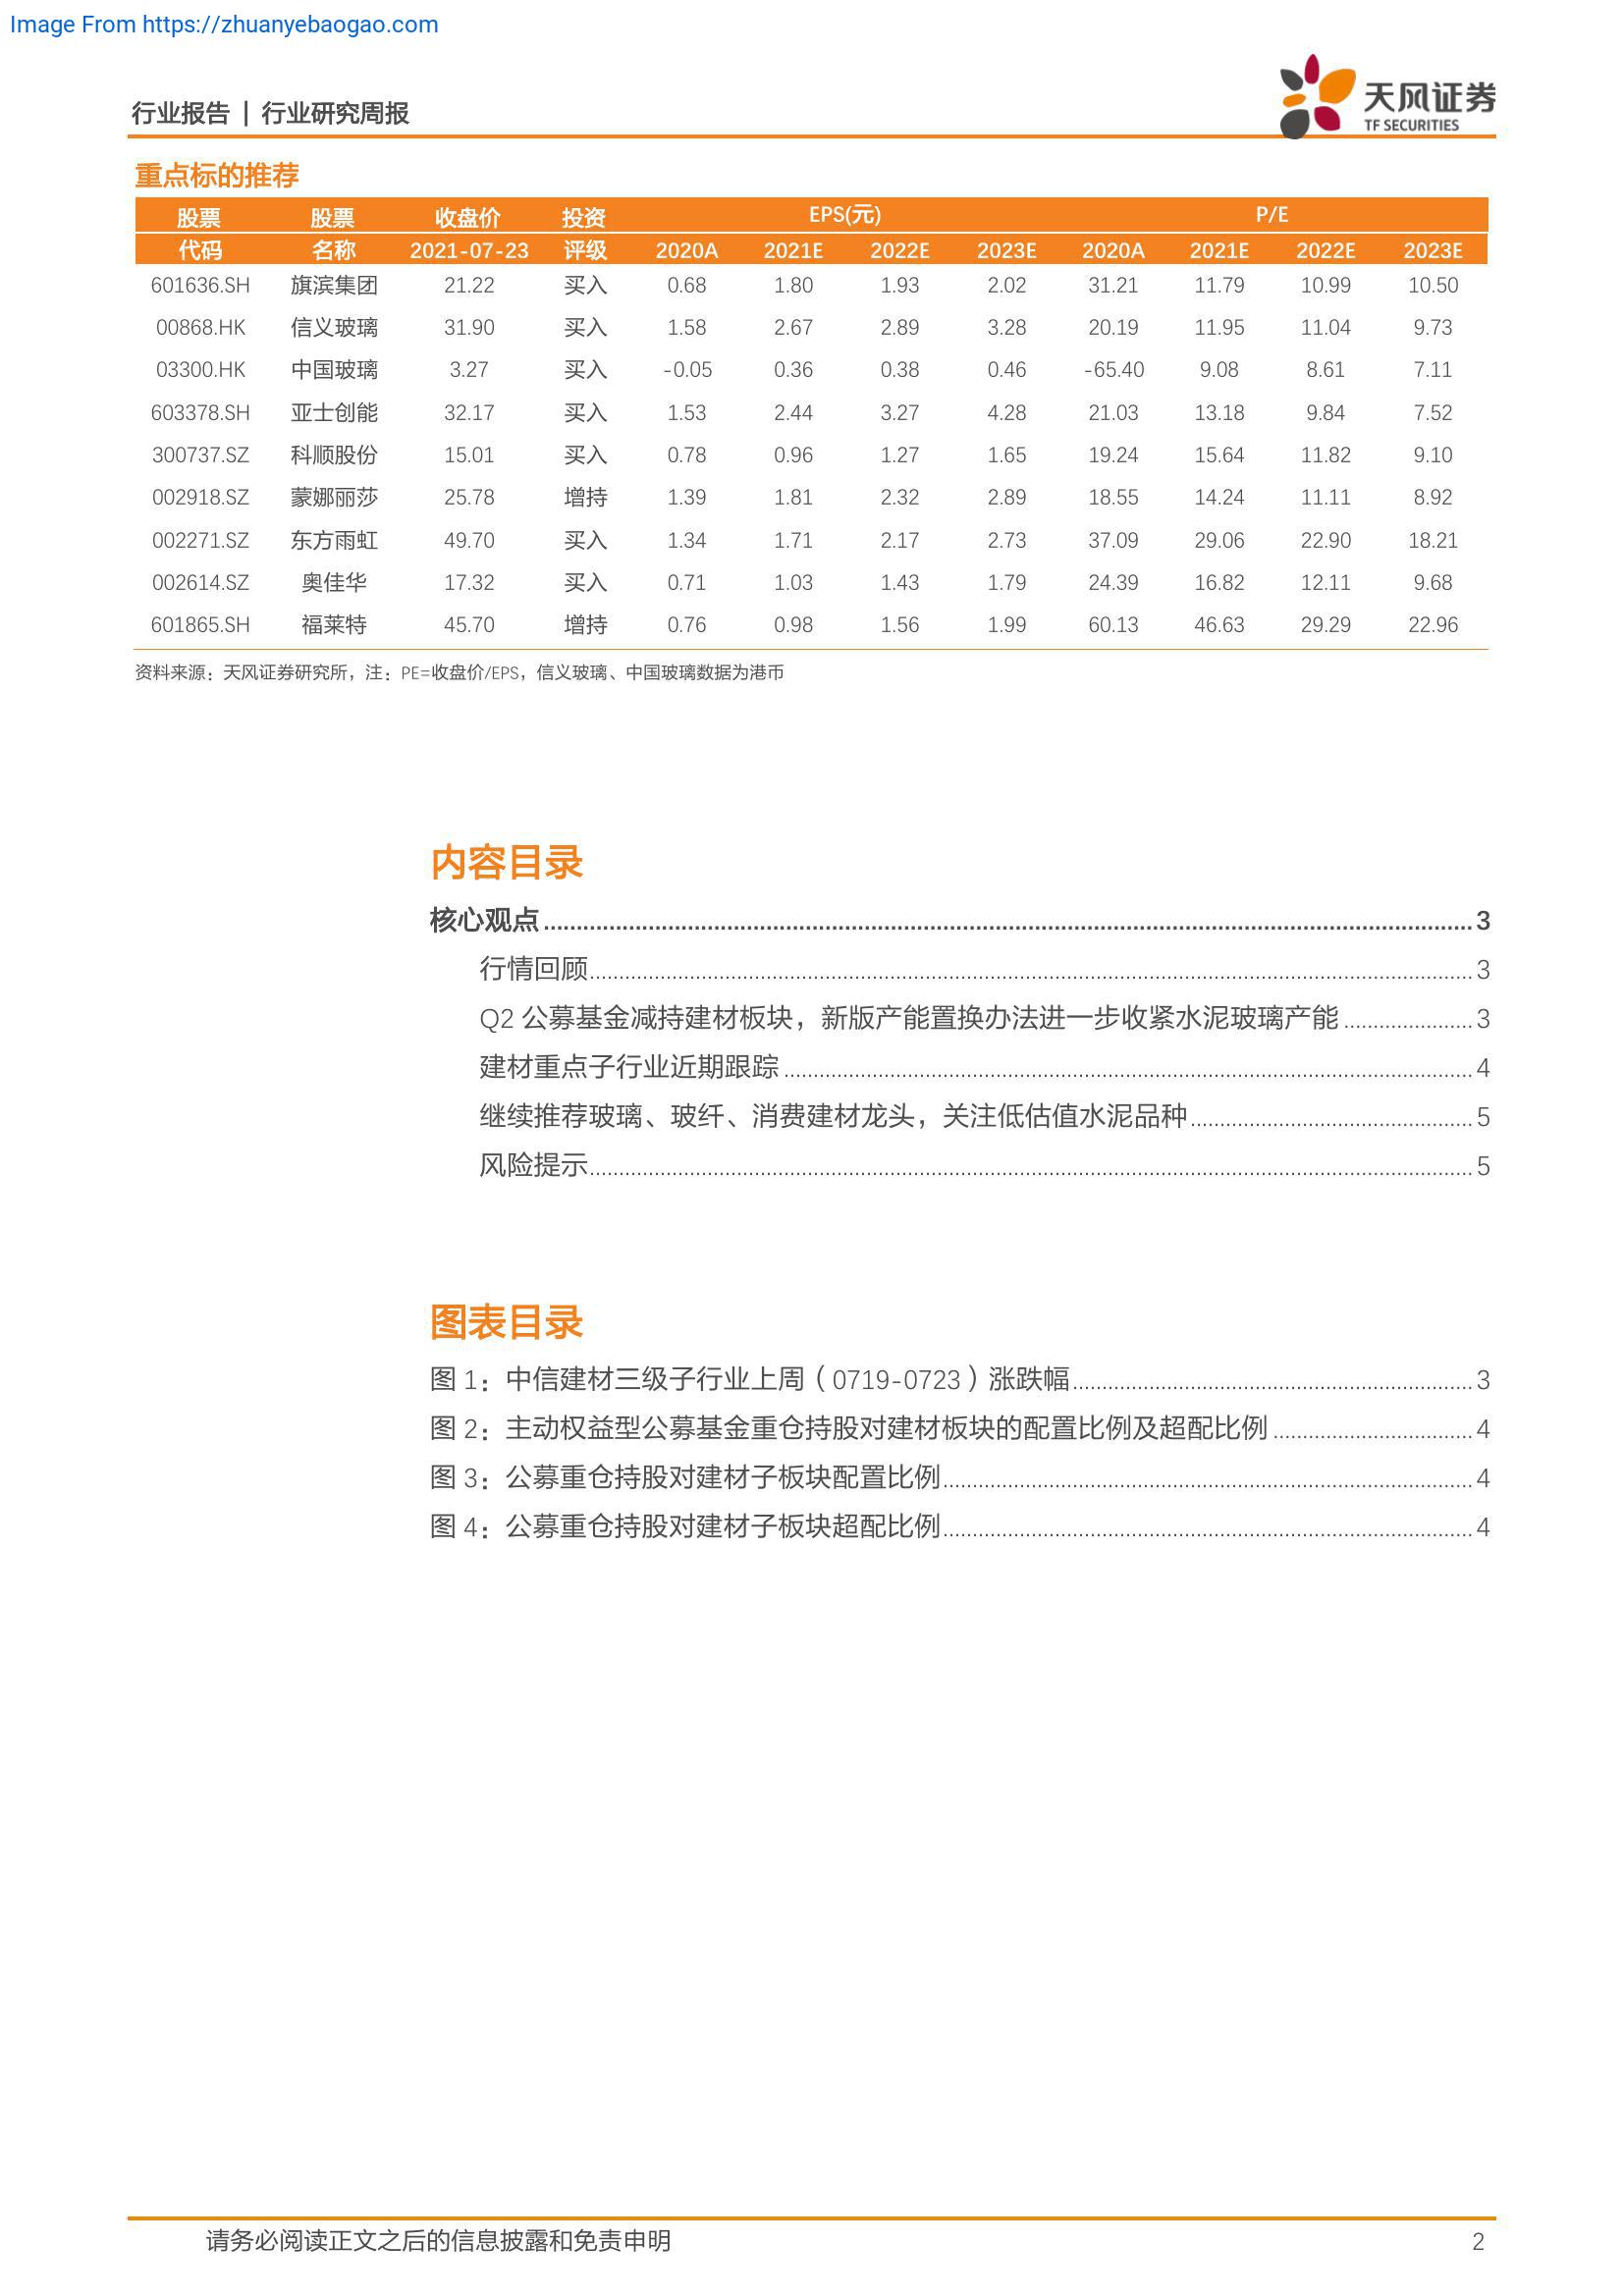 Image From https://zhuanyebaogao.com
行业报告 | 行业研究周报
天风证券
TF SECURITIES
重点标的推荐
股票 股票 收盘价 投资 EPS(元) P/E
代码 名称 2021-07-23 评级 2020A 2021E 2022E 2023E 2020A 2021E 2022E 2023E
601636.SH 旗滨集团 21.22 买入 0.68 1.80 1.93 2.02 31.21 11.79 10.99 10.50
00868.HK 信义玻璃 31.90 买入 1.58 2.67 2.89 3.28 20.19 11.95 11.04 9.73
03300.HK 中国玻璃 3.27 买入 -0.05 0.36 0.38 0.46 -65.40 9.08 8.61 7.11
603378.SH 亚士创能 32.17 买入 1.53 2.44 3.27 4.28 21.03 13.18 9.84 7.52
300737.SZ 科顺股份 15.01 买入 0.78 0.96 1.27 1.65 19.24 15.64 11.82 9.10
002918.SZ 蒙娜丽莎 25.78 增持 1.39 1.81 2.32 2.89 18.55 14.24 11.11 8.92
002271.SZ 东方雨虹 49.70 买入 1.34 1.71 2.17 2.73 37.09 29.06 22.90 18.21
002614.SZ 奥佳华 17.32 买入 0.71 1.03 1.43 1.79 24.39 16.82 12.11 9.68
601865.SH 福莱特 45.70 增持 0.76 0.98 1.56 1.99 60.13 46.63 29.29 22.96
资料来源：天风证券研究所，注：PE=收盘价/EPS，信义玻璃、中国玻璃数据为港币
内容目录
核心观点 3
行情回顾 3
Q2 公募基金减持建材板块，新版产能置换办法进一步收紧水泥玻璃产能 3
建材重点子行业近期跟踪 4
继续推荐玻璃、玻纤、消费建材龙头，关注低估值水泥品种 5
风险提示 5
图表目录
图 1：中信建材三级子行业上周（0719-0723）涨跌幅 3
图 2：主动权益型公募基金重仓持股对建材板块的配置比例及超配比例 4
图 3：公募重仓持股对建材子板块配置比例 4
图 4：公募重仓持股对建材子板块超配比例 4
请务必阅读正文之后的信息披露和免责申明 2